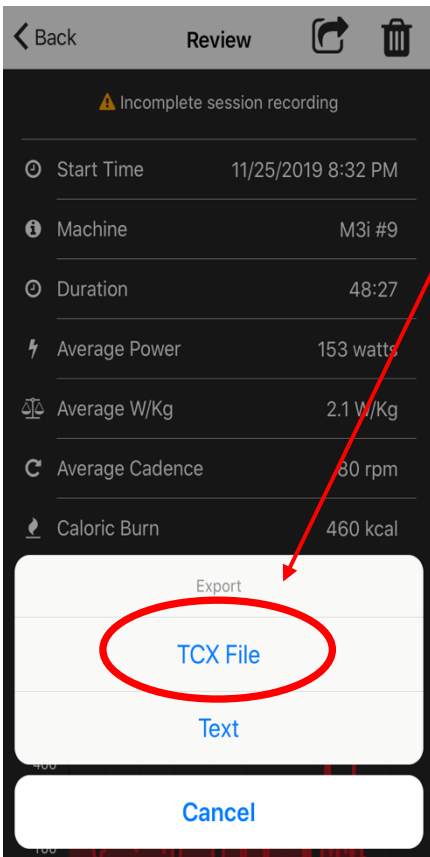 Back Review
Incomplete session recording
Start Time 11/25/2019 8:32 PM
Machine M3i #9
Duration 48:27
Average Power 153 watts
Average W/Kg 2.1 W/Kg
Average Cadence 80 rpm
Caloric Burn 460 kcal
Export
TCX File
Text
400
Cancel
100